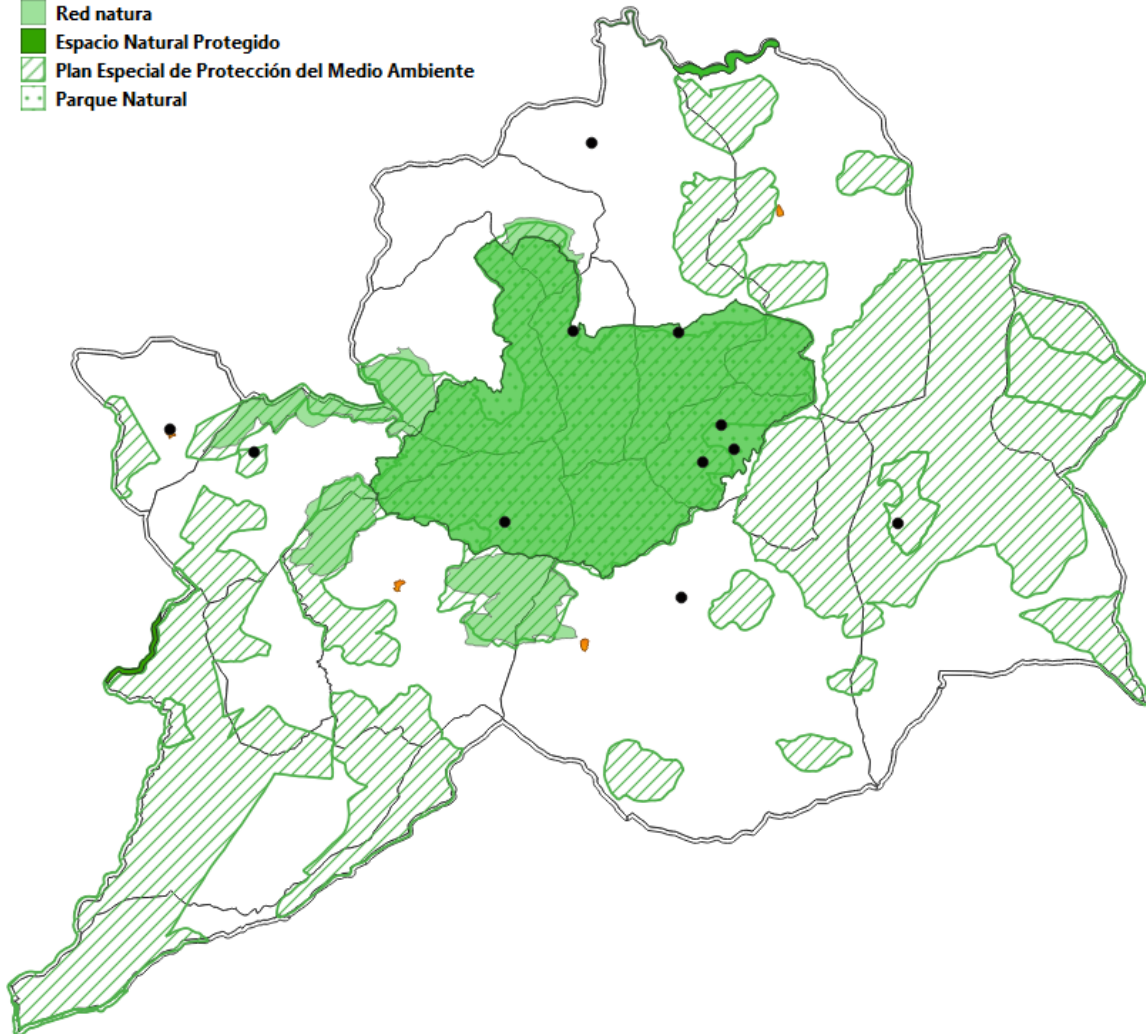 Red natura
Espacio Natural Protegido
Plan Especial de Protección del Medio Ambiente
Parque Natural